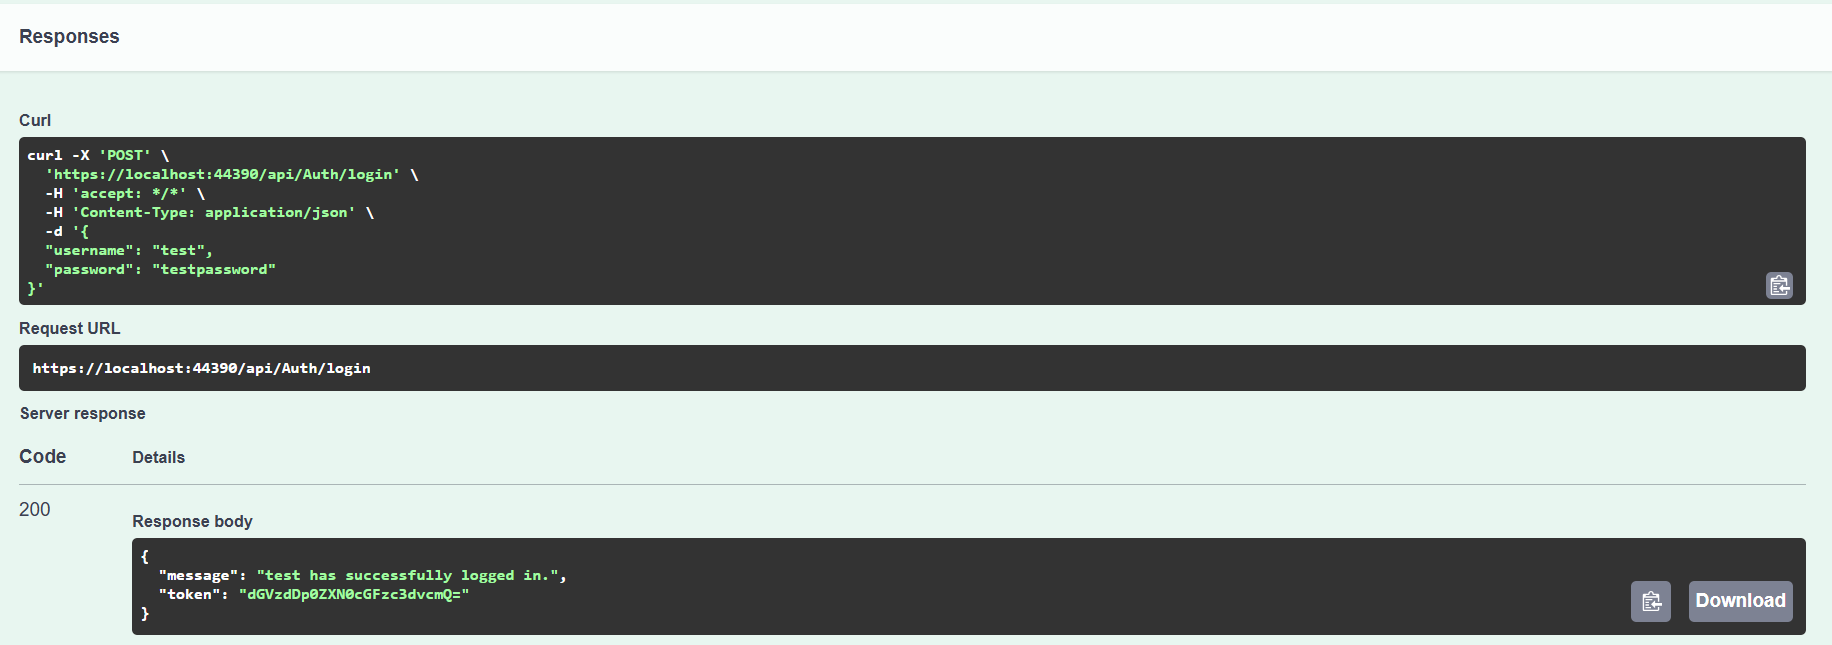 Responses
Curl
curl -X 'POST' \
  'https://localhost:44390/api/Auth/login' \
  -H 'accept: */*' \
  -H 'Content-Type: application/json' \
  -d '{
  "username": "test",
  "password": "testpassword"
}'
Request URL
https://localhost:44390/api/Auth/login
Server response
Code Details
200
Response body
{
  "message": "test has successfully logged in.",
  "token": "dGVzdDp0ZXN0cGFzc3dvcmQ="
}
Download